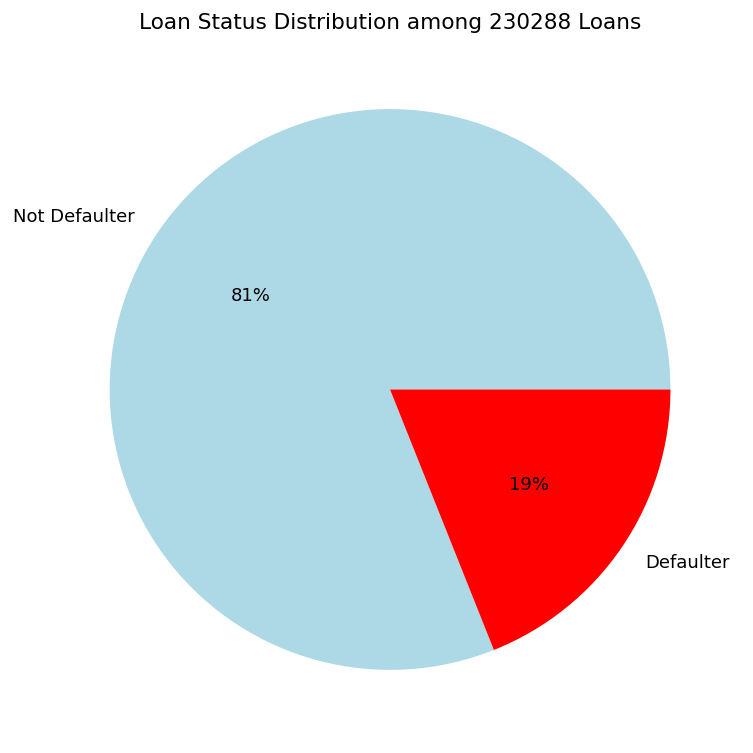 Loan Status Distribution among 230288 Loans
Not Defaulter
81%
19%
Defaulter